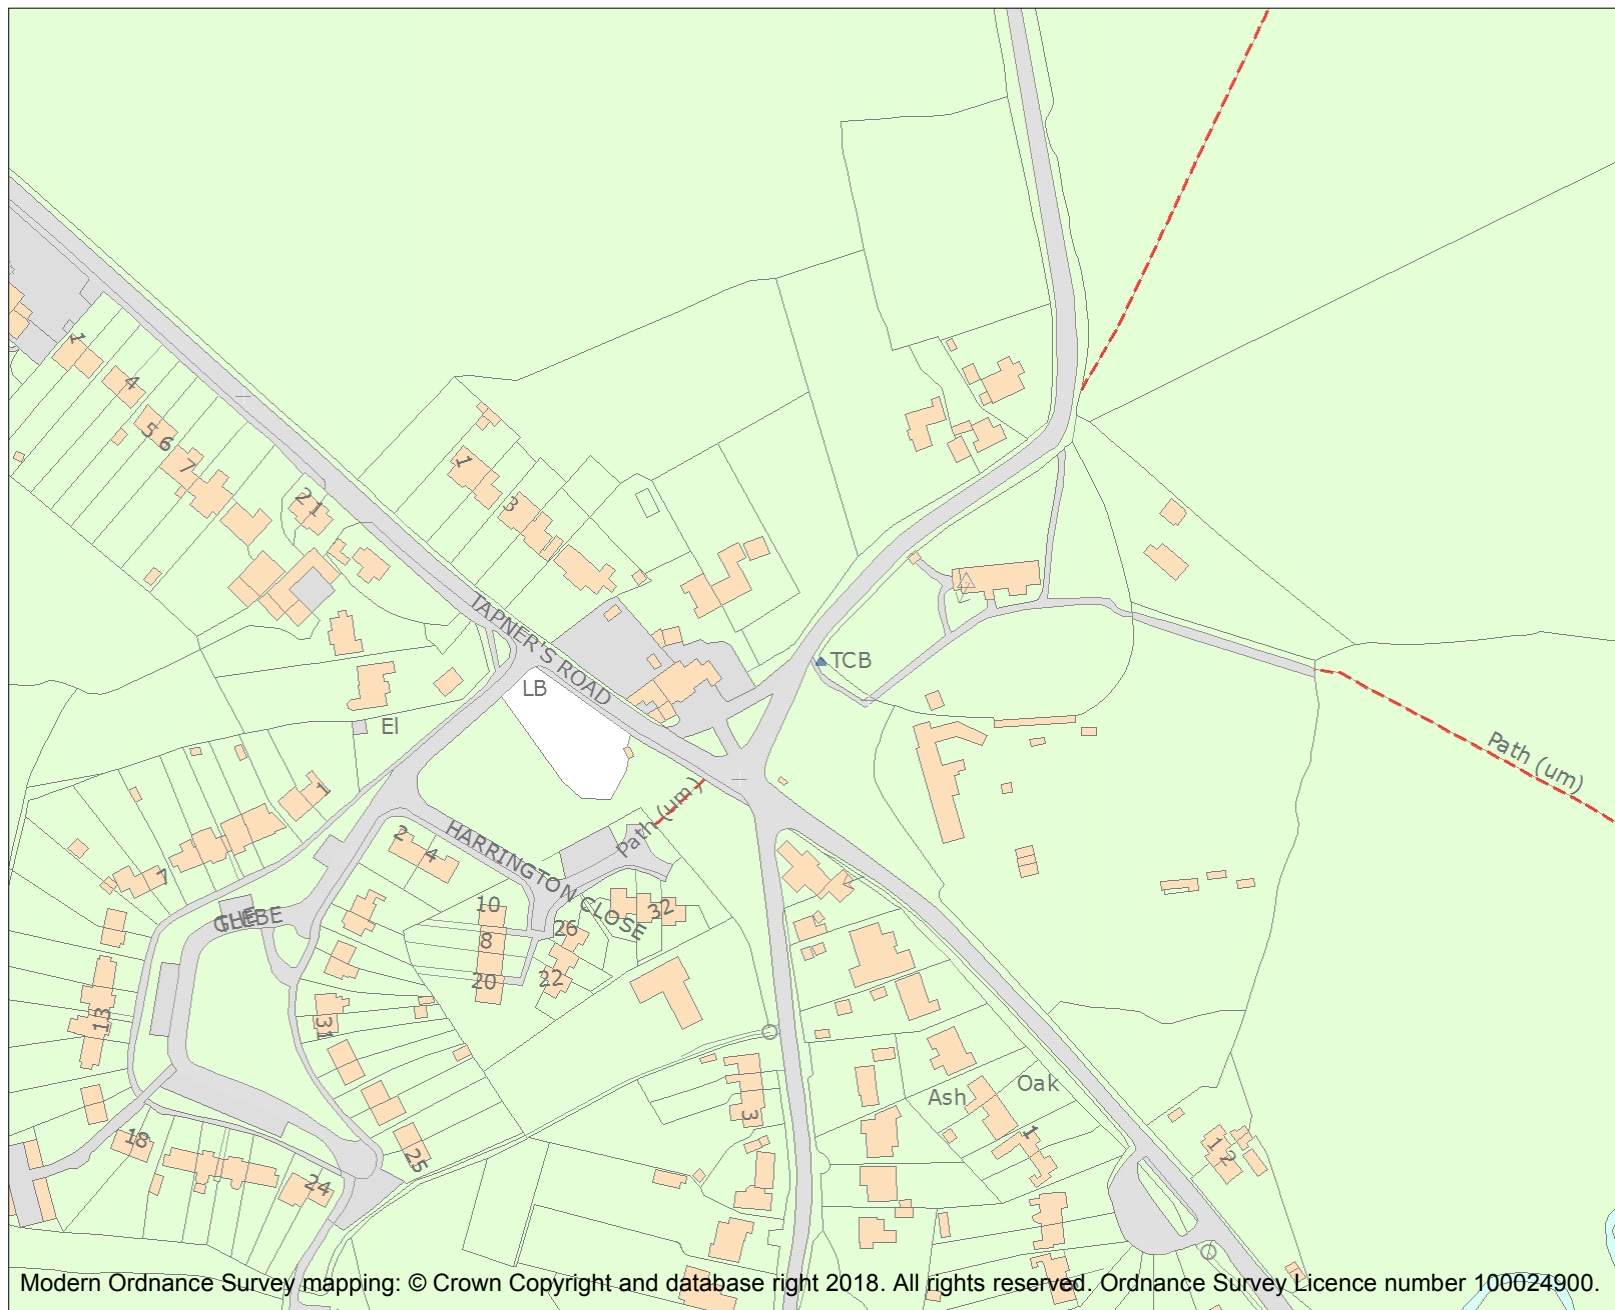 1
4
5 6
7
2 1
1
3
TAPNER'S ROAD
TCB
LB
El
Path (um)
1
HARRINGTON CLOSE
Path (um)
2
4
7
THE
GLEBE
10
8
20
26
22
32
13
31
3
Ash
Oak
1
1 2
18
24
25
Modern Ordnance Survey mapping: © Crown Copyright and database right 2018. All rights reserved. Ordnance Survey Licence number 100024900.